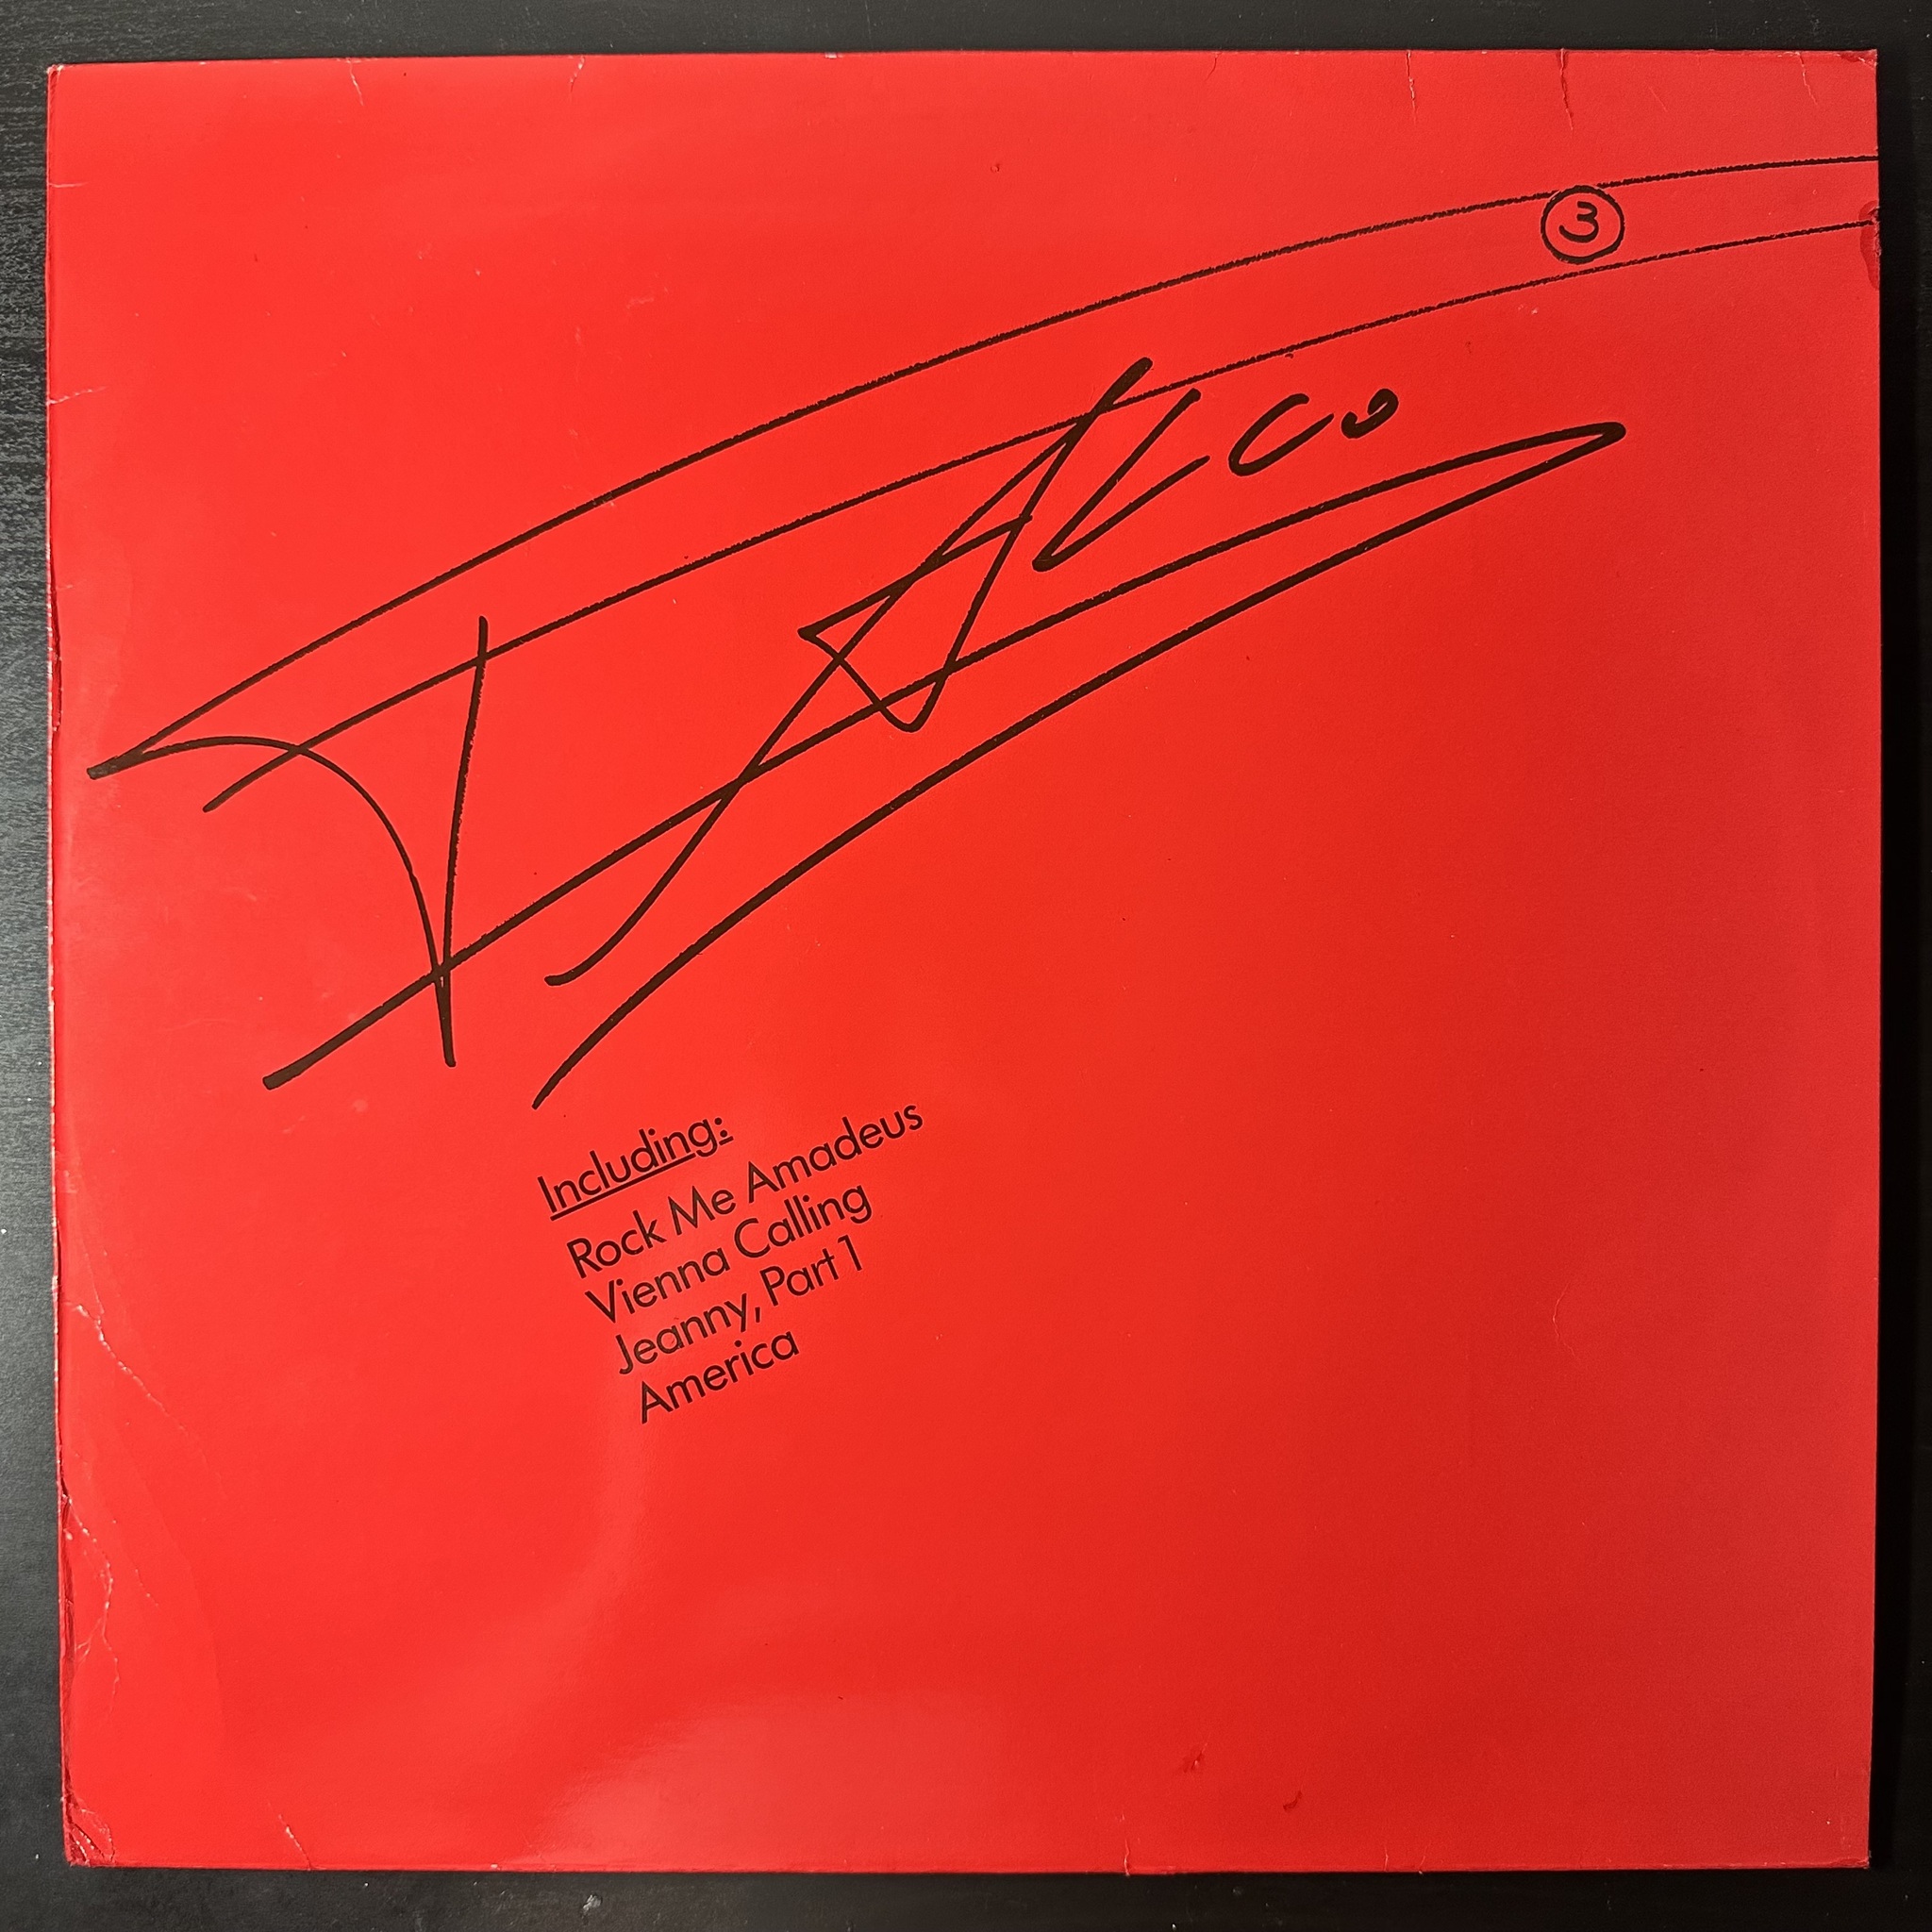 3
FALCO
Including:
Rock Me Amadeus
Vienna Calling
Jeanny, Part 1
America